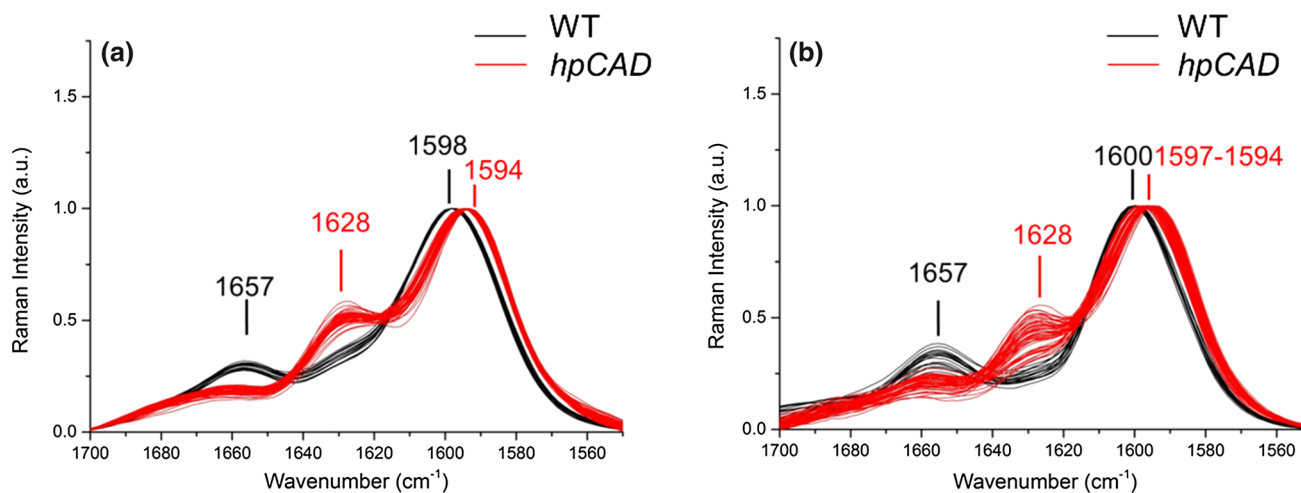 (a)
WT
hpCAD
1.5
1.0
0.5
0.0
Raman Intensity (a.u.)
1657
1628
1598
1594
1700 1680 1660 1640 1620 1600 1580 1560
Wavenumber (cm-1)
(b)
WT
hpCAD
1.5
1.0
0.5
0.0
Raman Intensity (a.u.)
1657
1628
1600 1597-1594
1700 1680 1660 1640 1620 1600 1580 1560
Wavenumber (cm-1)